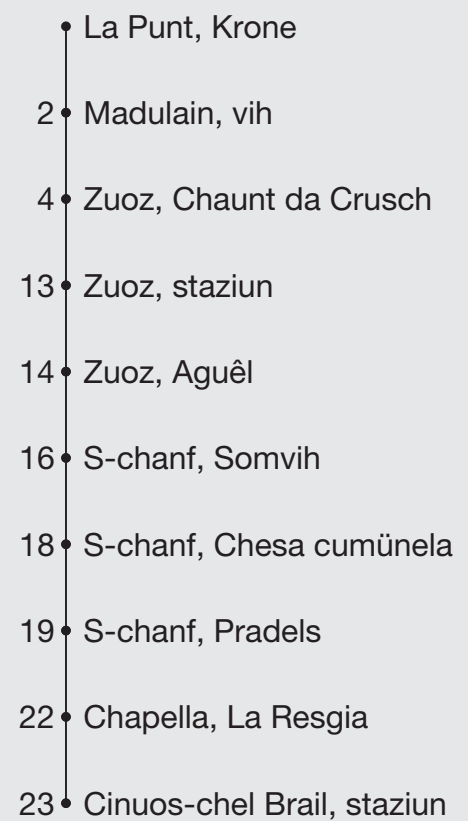 La Punt, Krone
2 Madulain, vih
4 Zuoz, Chaunt da Crusch
13 Zuoz, staziun
14 Zuoz, Aguêl
16 S-chanf, Somvih
18 S-chanf, Chesa cumünela
19 S-chanf, Pradels
22 Chapella, La Resgia
23 Cinuos-chel Brail, staziun